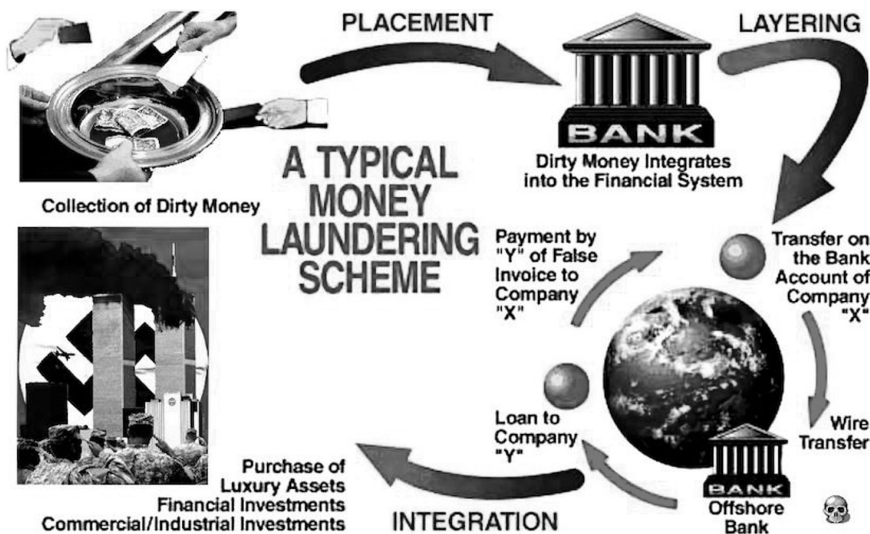 PLACEMENT
LAYERING
BANK
Dirty Money Integrates
into the Financial System
A TYPICAL
MONEY
LAUNDERING
SCHEME
Collection of Dirty Money
Payment by
"Y" of False
Invoice to
Company
"X"
Transfer on
the Bank
Account of
Company
"X"
Loan to
Company
"Y"
Wire
Transfer
BANK
Offshore
Bank
Purchase of
Luxury Assets
Financial Investments
Commercial/Industrial Investments
INTEGRATION